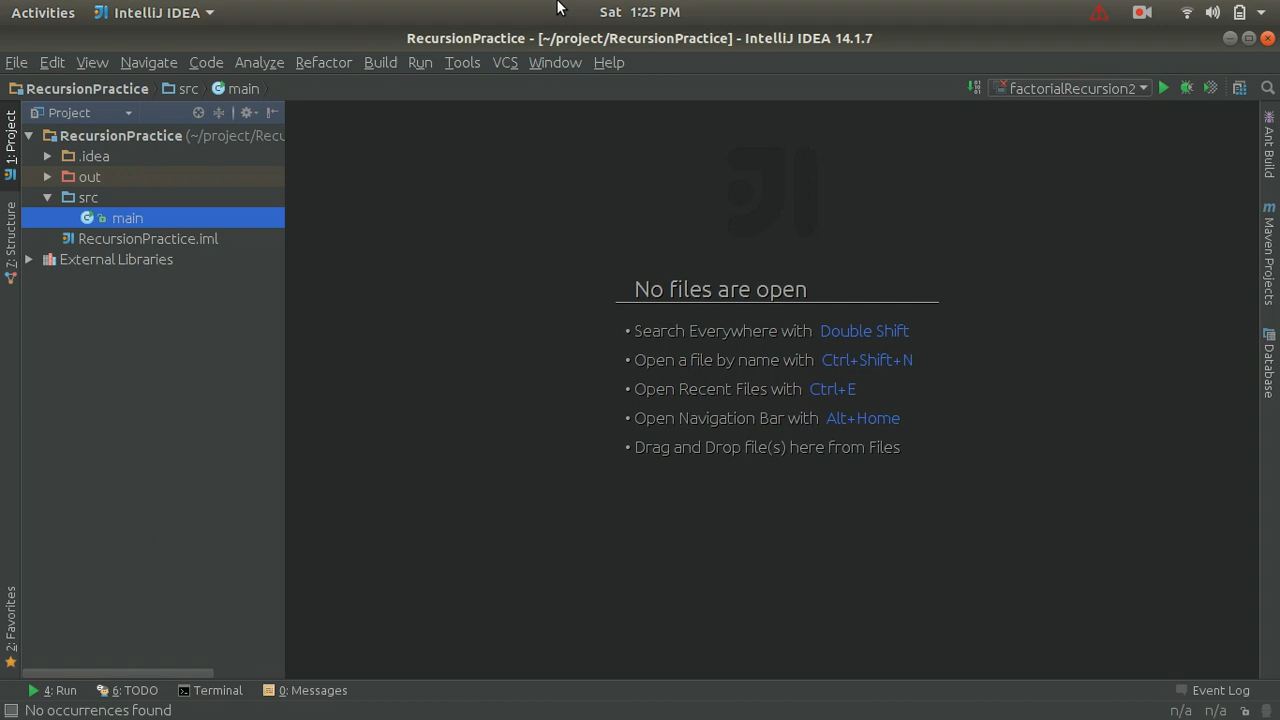 Activities IntelliJ IDEA Sat 1:25 PM
RecursionPractice - [~/project/RecursionPractice] - IntelliJ IDEA 14.1.7
File Edit View Navigate Code Analyze Refactor Build Run Tools VCS Window Help
RecursionPractice src main factorialRecursion2
Project
1: Project
RecursionPractice (~/project/Recu
.idea
out
src
main
RecursionPractice.iml
External Libraries
7: Structure
2: Favorites
No files are open
• Search Everywhere with Double Shift
• Open a file by name with Ctrl+Shift+N
• Open Recent Files with Ctrl+E
• Open Navigation Bar with Alt+Home
• Drag and Drop file(s) here from Files
Ant Build
Maven Projects
Database
4: Run 6: TODO Terminal 0: Messages Event Log
No occurrences found n/a n/a